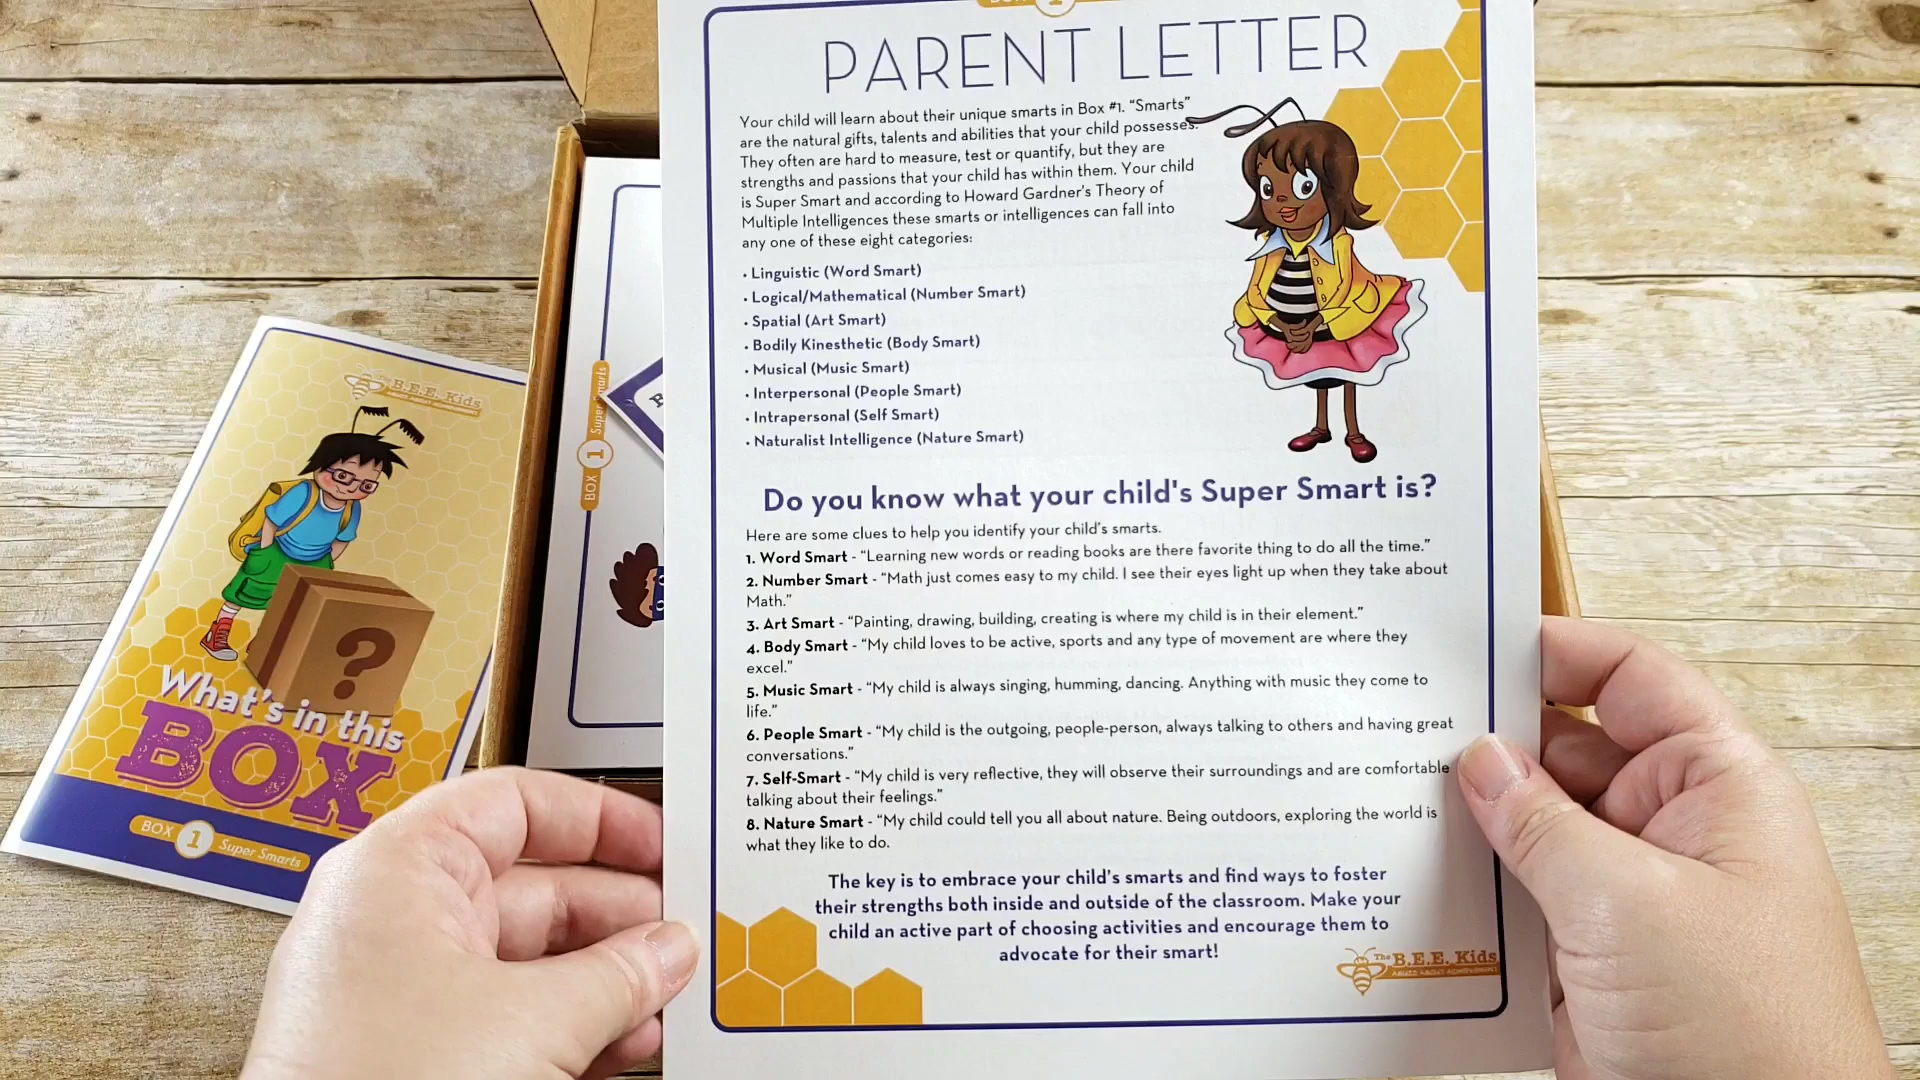 BOX 1
PARENT LETTER
Your child will learn about their unique smarts in Box #1. “Smarts”
are the natural gifts, talents and abilities that your child possesses.
They often are hard to measure, test or quantify, but they are
strengths and passions that your child has within them. Your child
is Super Smart and according to Howard Gardner's Theory of
Multiple Intelligences these smarts or intelligences can fall into
any one of these eight categories:
• Linguistic (Word Smart)
• Logical/Mathematical (Number Smart)
• Spatial (Art Smart)
• Bodily Kinesthetic (Body Smart)
• Musical (Music Smart)
• Interpersonal (People Smart)
• Intrapersonal (Self Smart)
• Naturalist Intelligence (Nature Smart)
Do you know what your child's Super Smart is?
Here are some clues to help you identify your child's smarts.
1. Word Smart - “Learning new words or reading books are there favorite thing to do all the time.”
2. Number Smart - “Math just comes easy to my child. I see their eyes light up when they take about
Math.”
3. Art Smart - “Painting, drawing, building, creating is where my child is in their element.”
4. Body Smart - “My child loves to be active, sports and any type of movement are where they
excel.”
5. Music Smart - “My child is always singing, humming, dancing. Anything with music they come to
life.”
6. People Smart - “My child is the outgoing, people-person, always talking to others and having great
conversations.”
7. Self-Smart - “My child is very reflective, they will observe their surroundings and are comfortable
talking about their feelings.”
8. Nature Smart - “My child could tell you all about nature. Being outdoors, exploring the world is
what they like to do.
The key is to embrace your child's smarts and find ways to foster
their strengths both inside and outside of the classroom. Make your
child an active part of choosing activities and encourage them to
advocate for their smart!
The B.E.E. Kids
BUZZED ABOUT ACHIEVEMENT
The B.E.E. Kids
BUZZED ABOUT ACHIEVEMENT
?
What's in this
BOX
BOX 1 Super Smarts
BOX 1 Super Smarts